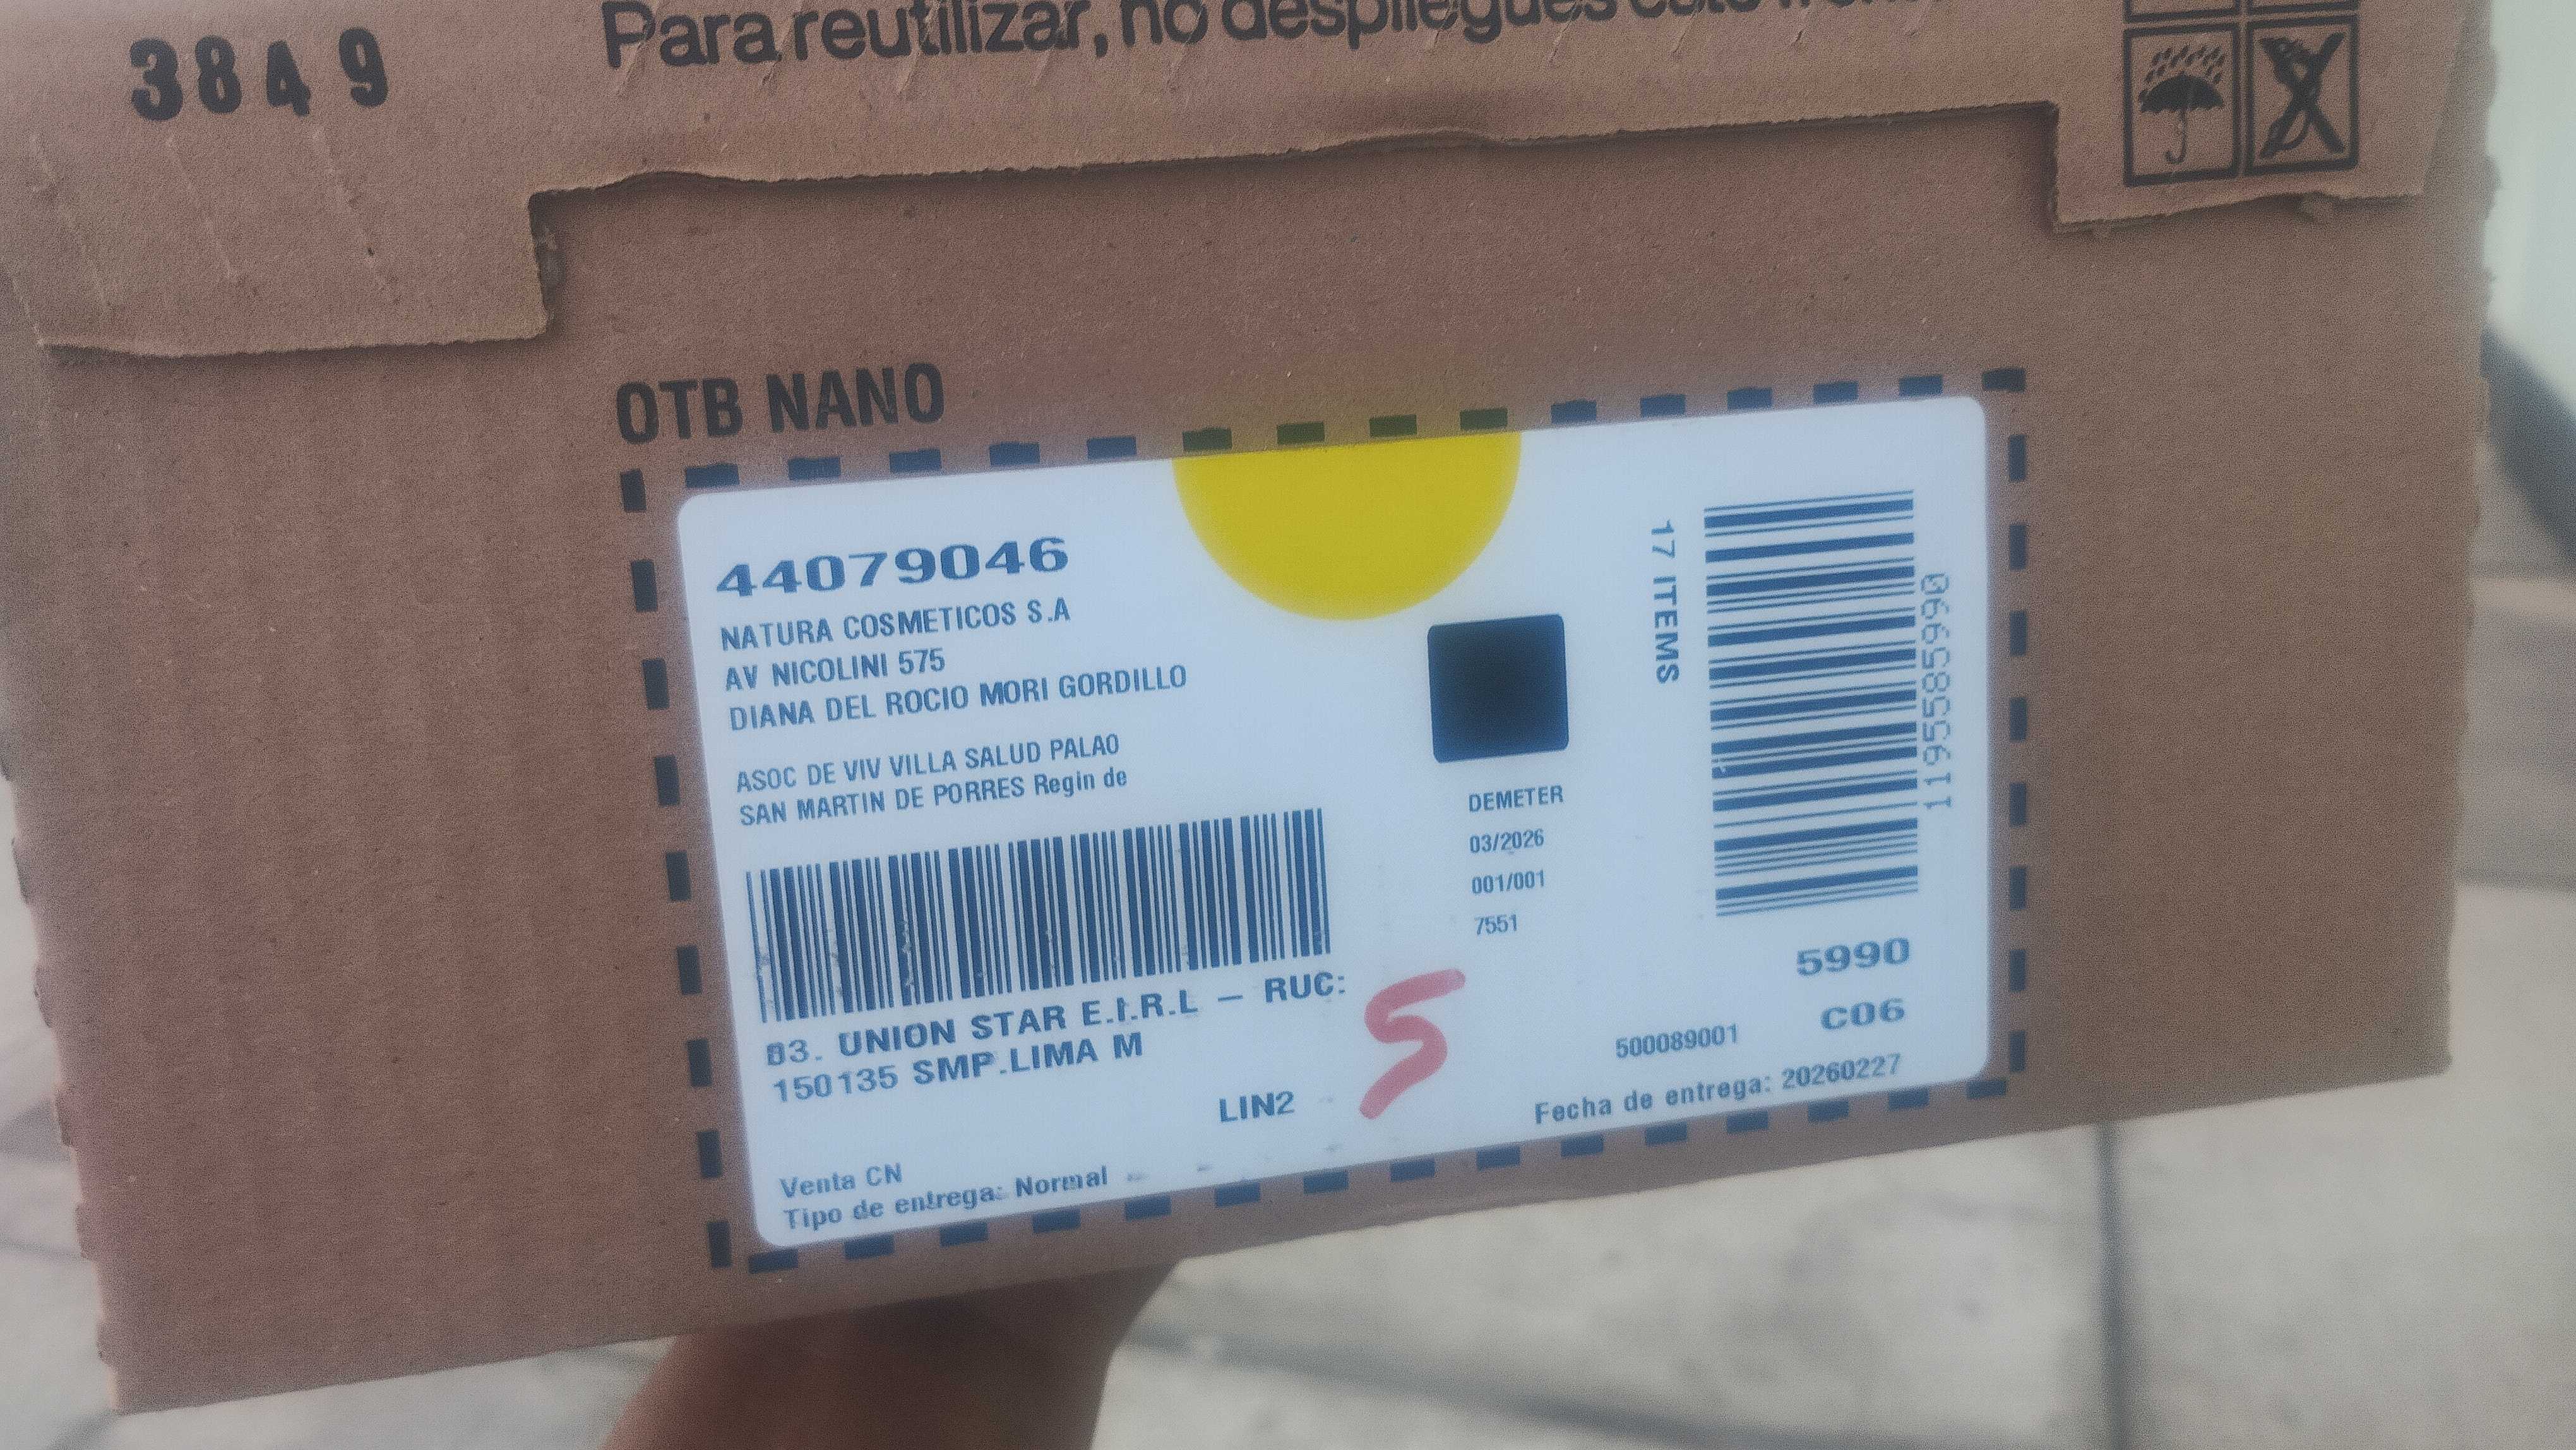 3849
Para reutilizar, no despliegues este
OTB NANO
44079046
NATURA COSMETICOS S.A
AV NICOLINI 575
DIANA DEL ROCIO MORI GORDILLO
ASOC DE VIV VILLA SALUD PALAO
SAN MARTIN DE PORRES Regin de
03. UNION STAR E.I.R.L – RUC:
150135 SMP.LIMA M
LIN2
Venta CN
Tipo de entrega: Normal
S
DEMETER
03/2026
001/001
7551
17 ITEMS
1195585990
5990
C06
500089001
Fecha de entrega: 20260227